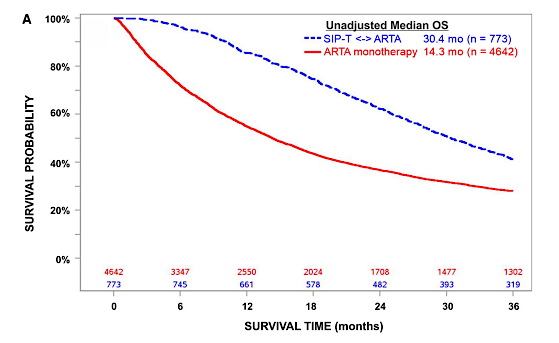 A
Unadjusted Median OS
SIP-T <-> ARTA 30.4 mo (n = 773)
ARTA monotherapy 14.3 mo (n = 4642)
SURVIVAL PROBABILITY
100%
80%
60%
40%
20%
0%
4642 3347 2550 2024 1708 1477 1302
773 745 661 578 482 393 319
0 6 12 18 24 30 36
SURVIVAL TIME (months)